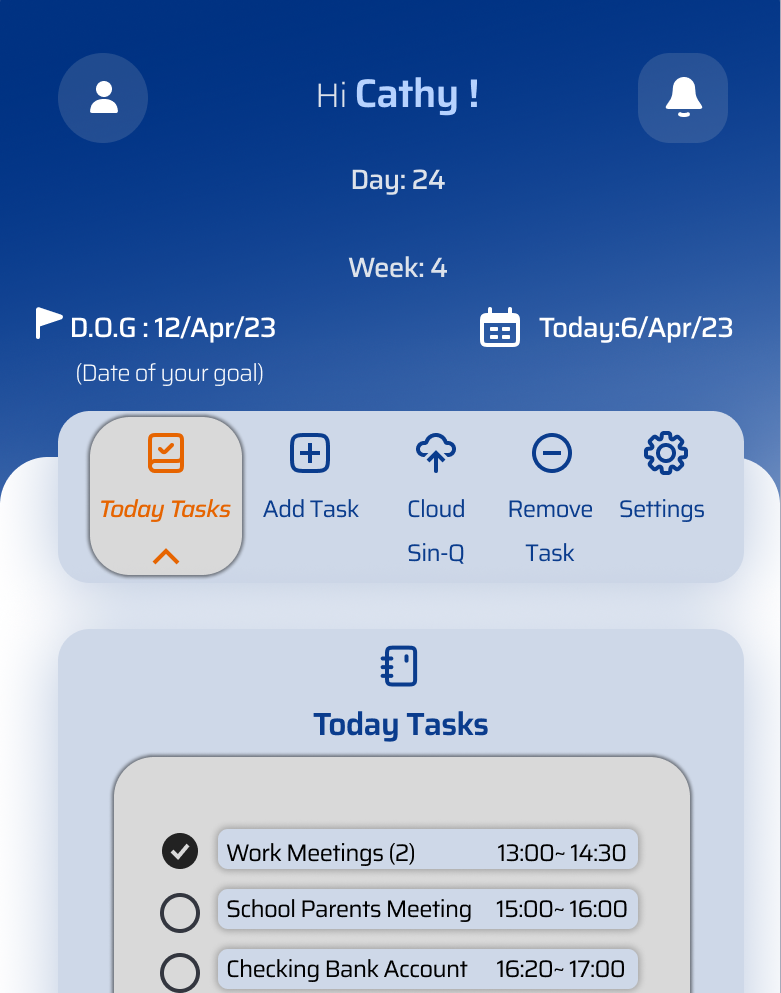 Hi Cathy !
Day: 24
Week: 4
D.O.G : 12/Apr/23
(Date of your goal)
Today:6/Apr/23
Today Tasks
Add Task
Cloud
Sin-Q
Remove
Task
Settings
Today Tasks
Work Meetings (2) 13:00~ 14:30
School Parents Meeting 15:00~ 16:00
Checking Bank Account 16:20~ 17:00